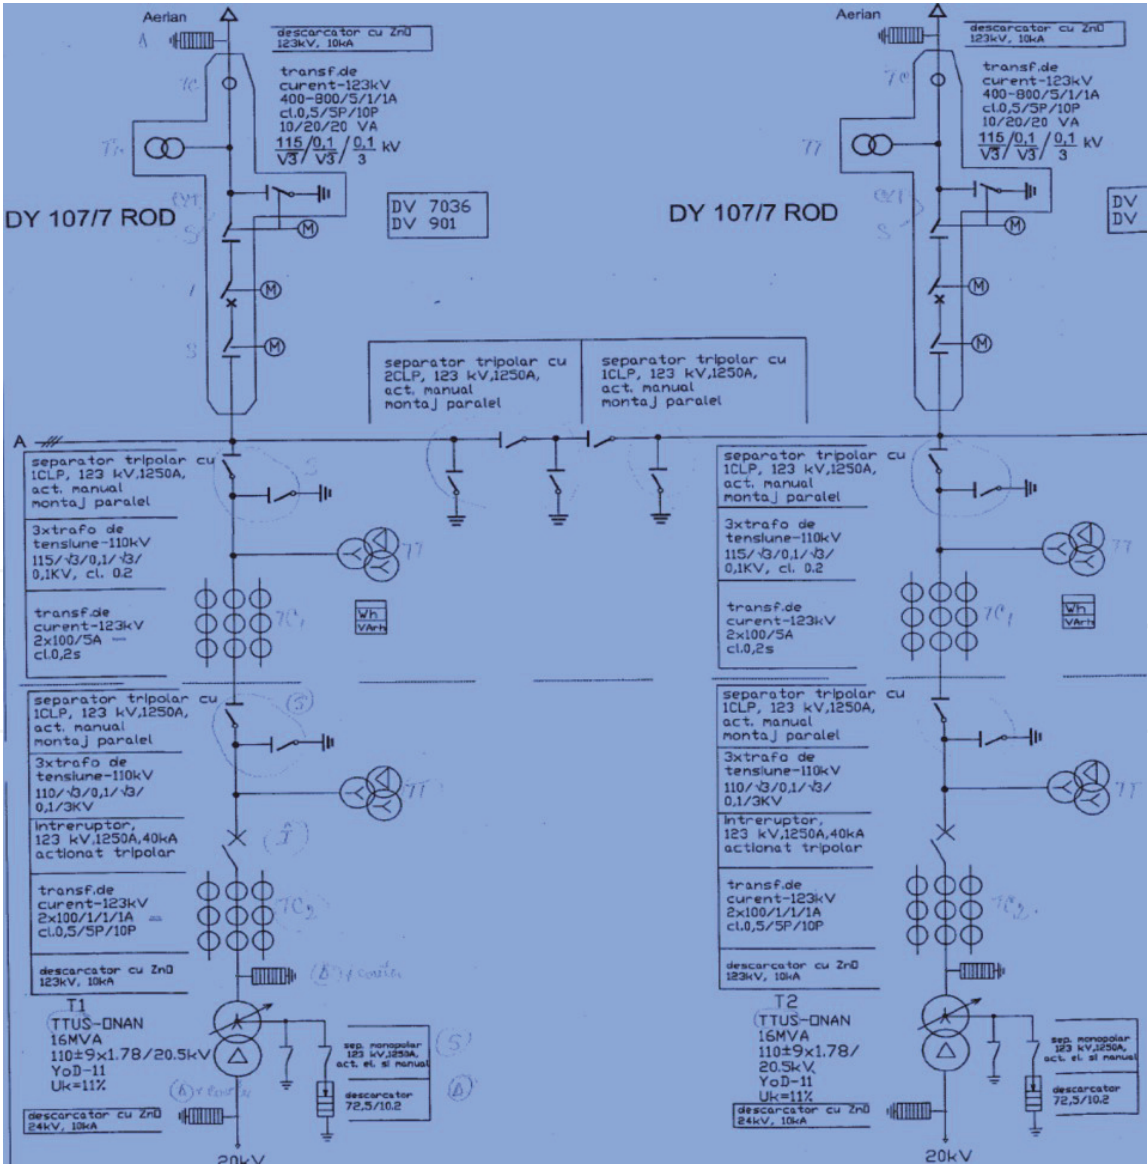 Aerian
descarcator cu ZnO
123kV, 10kA
TC
transf.de
curent-123kV
400-800/5/1/1A
cl.0,5/5P/10P
10/20/20 VA
115/√3/0,1/√3/0,1/3 kV
DY 107/7 ROD
S
M
DV 7036
DV 901
I
M
S
M
Aerian
descarcator cu ZnO
123kV, 10kA
TC
transf.de
curent-123kV
400-800/5/1/1A
cl.0,5/5P/10P
10/20/20 VA
TT
115/√3/0,1/√3/0,1/3 kV
DY 107/7 ROD
S
M
DV
DV
M
M
separator tripolar cu
2CLP, 123 kV,1250A,
act. manual
montaj paralel
separator tripolar cu
1CLP, 123 kV,1250A,
act. manual
montaj paralel
A
separator tripolar cu
1CLP, 123 kV,1250A,
act. manual
montaj paralel
S
3xtrafo de
tensiune-110kV
115/√3/0,1/√3/
0,1KV, cl. 0.2
TT
transf.de
curent-123kV
2x100/5A
cl.0,2s
TC1
Wh
VArh
separator tripolar cu
1CLP, 123 kV,1250A,
act. manual
montaj paralel
3xtrafo de
tensiune-110kV
115/√3/0,1/√3/
0,1KV, cl. 0.2
TT
transf.de
curent-123kV
2x100/5A
cl.0,2s
TC1
Wh
VArh
separator tripolar cu
1CLP, 123 kV,1250A,
act. manual
montaj paralel
(S)
3xtrafo de
tensiune-110kV
110/√3/0,1/√3/
0,1/3KV
TT
intreruptor,
123 kV,1250A,40kA
actionat tripolar
(Î)
transf.de
curent-123kV
2x100/1/1/1A
cl.0,5/5P/10P
TC2
descarcator cu ZnO
123kV, 10kA
T1
TTUS-ONAN
16MVA
110±9x1.78/20.5kV
YoD-11
Uk=11%
sep. monopolar
123 kV,1250A,
act. el. si manual
(S)
descarcator
72,5/10.2
descarcator cu ZnO
24kV, 10kA
20kV
separator tripolar cu
1CLP, 123 kV,1250A,
act. manual
montaj paralel
3xtrafo de
tensiune-110kV
110/√3/0,1/√3/
0,1/3KV
TT
intreruptor,
123 kV,1250A,40kA
actionat tripolar
transf.de
curent-123kV
2x100/1/1/1A
cl.0,5/5P/10P
TC2
descarcator cu ZnO
123kV, 10kA
T2
TTUS-ONAN
16MVA
110±9x1.78/
20.5kV
YoD-11
Uk=11%
sep. monopolar
123 kV,1250A,
act. el. si manual
descarcator
72,5/10.2
descarcator cu ZnO
24kV, 10kA
20kV